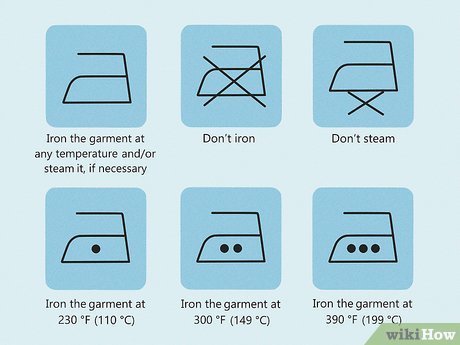 Iron the garment at
any temperature and/or
steam it, if necessary
Don't iron
Don't steam
Iron the garment at
230 °F (110 °C)
Iron the garment at
300 °F (149 °C)
Iron the garment at
390 °F (199 °C)
wikiHow